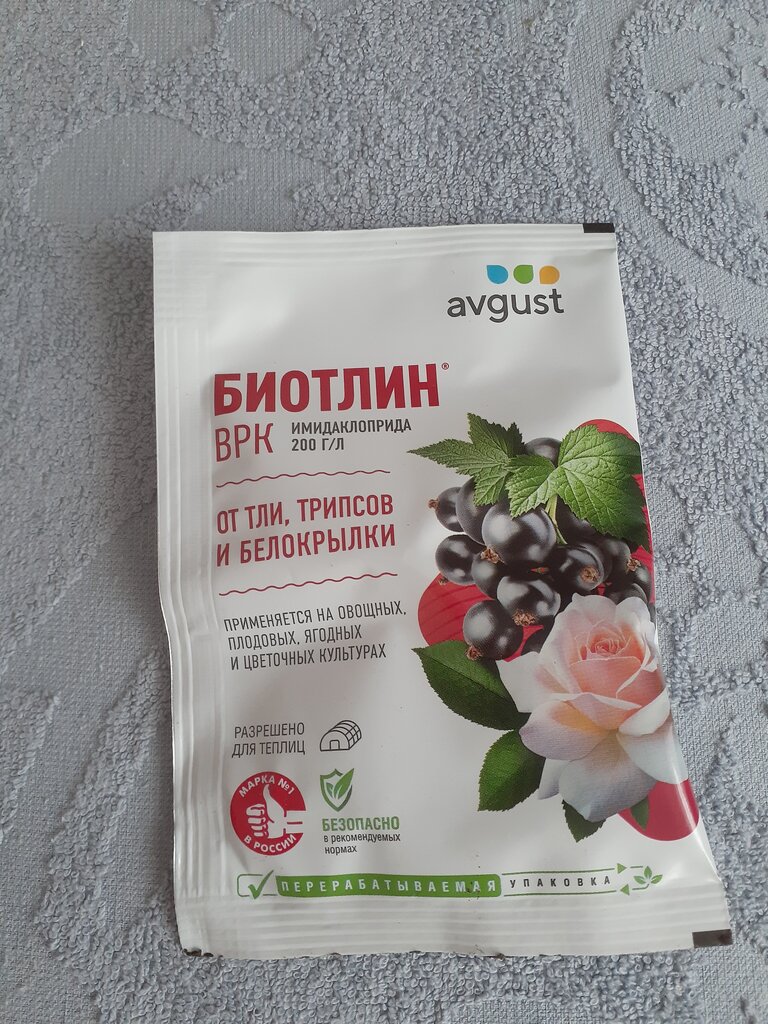 avgust
БИОТЛИН®
ВРК ИМИДАКЛОПРИДА
200 Г/Л
ОТ ТЛИ, ТРИПСОВ
И БЕЛОКРЫЛКИ
ПРИМЕНЯЕТСЯ НА ОВОЩНЫХ,
ПЛОДОВЫХ, ЯГОДНЫХ
И ЦВЕТОЧНЫХ КУЛЬТУРАХ
РАЗРЕШЕНО
ДЛЯ ТЕПЛИЦ
МАРКА №1
В РОССИИ
БЕЗОПАСНО
в рекомендуемых
нормах
ПЕРЕРАБАТЫВАЕМАЯ УПАКОВКА